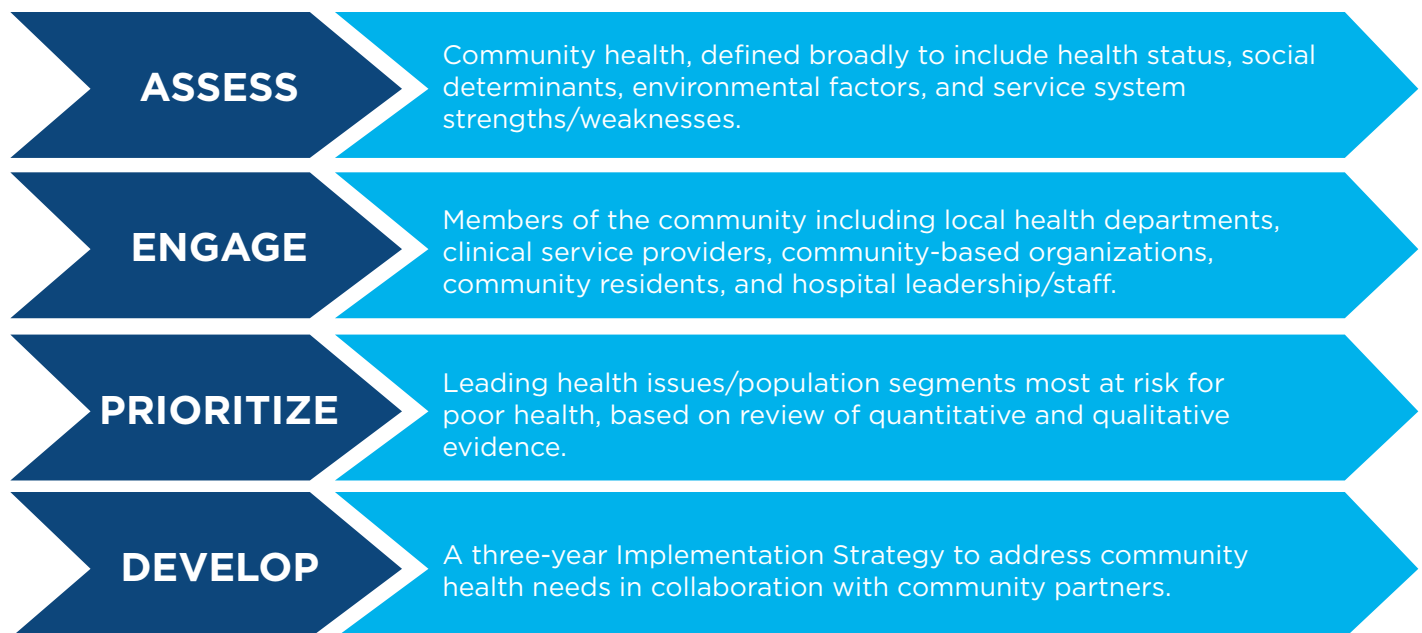 ASSESS
Community health, defined broadly to include health status, social
determinants, environmental factors, and service system
strengths/weaknesses.
ENGAGE
Members of the community including local health departments,
clinical service providers, community-based organizations,
community residents, and hospital leadership/staff.
PRIORITIZE
Leading health issues/population segments most at risk for
poor health, based on review of quantitative and qualitative
evidence.
DEVELOP
A three-year Implementation Strategy to address community
health needs in collaboration with community partners.